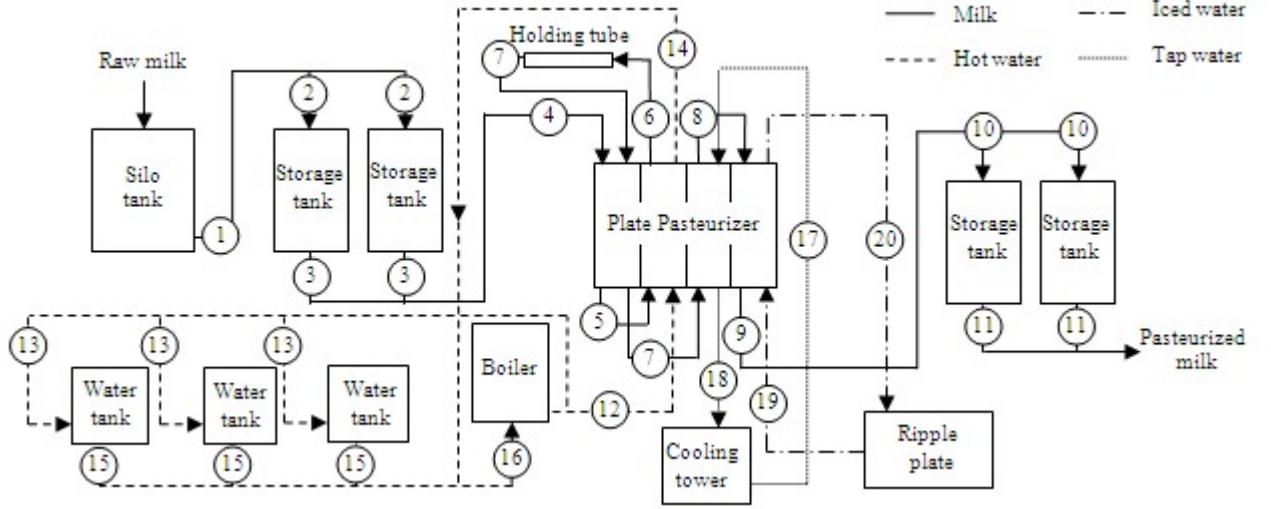 Milk
Iced water
Hot water
Tap water
Raw milk
Holding tube
7
14
2
2
4
6
8
10
10
Silo
tank
Storage
tank
Storage
tank
Plate Pasteurizer
Storage
tank
Storage
tank
1
17
20
3
3
5
7
9
11
11
Pasteurized
milk
13
13
13
Boiler
18
19
12
Water
tank
Water
tank
Water
tank
Cooling
tower
Ripple
plate
15
15
15
16